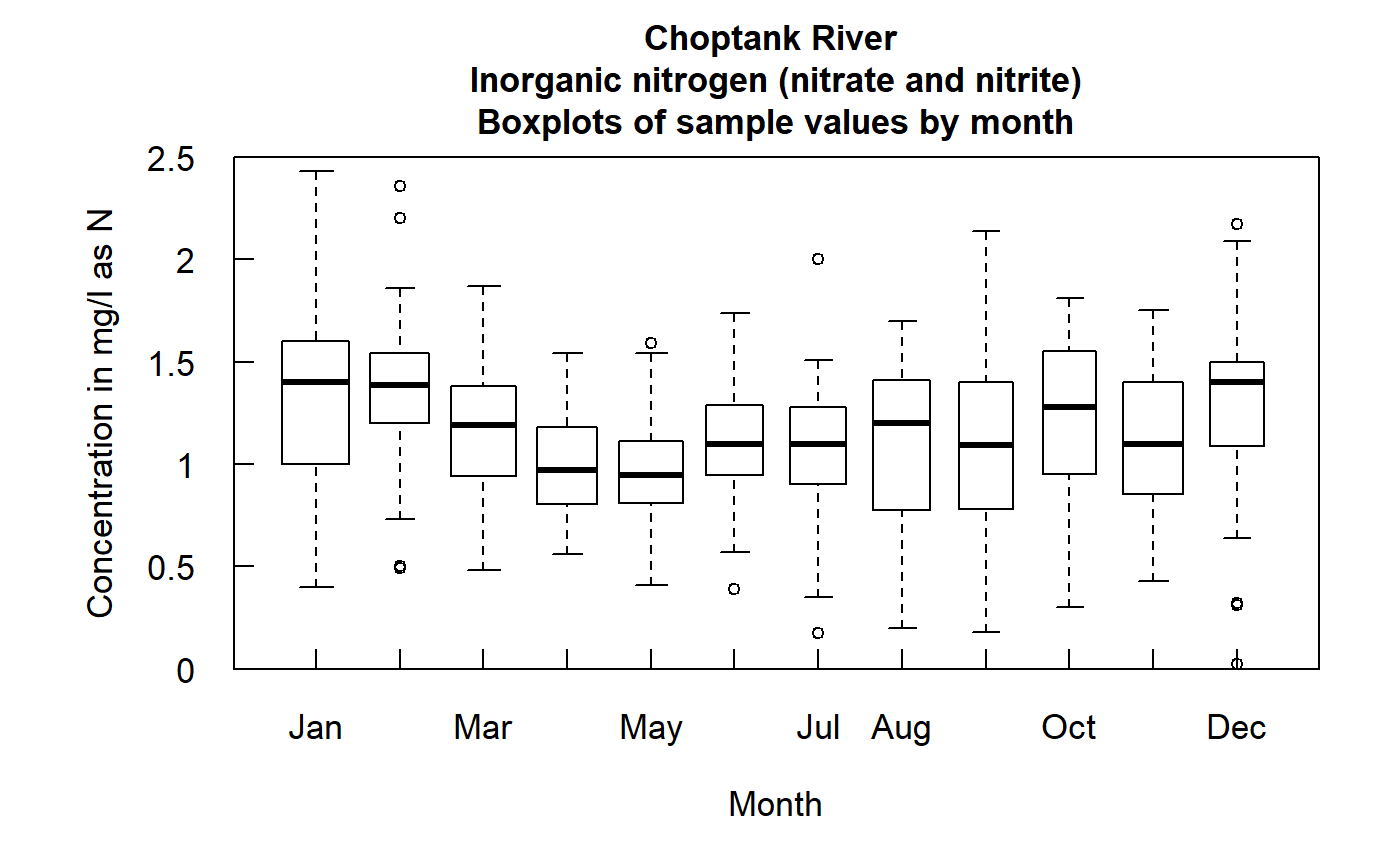 Choptank River
Inorganic nitrogen (nitrate and nitrite)
Boxplots of sample values by month
2.5
2
1.5
1
0.5
0
Concentration in mg/l as N
Jan Mar May Jul Aug Oct Dec
Month